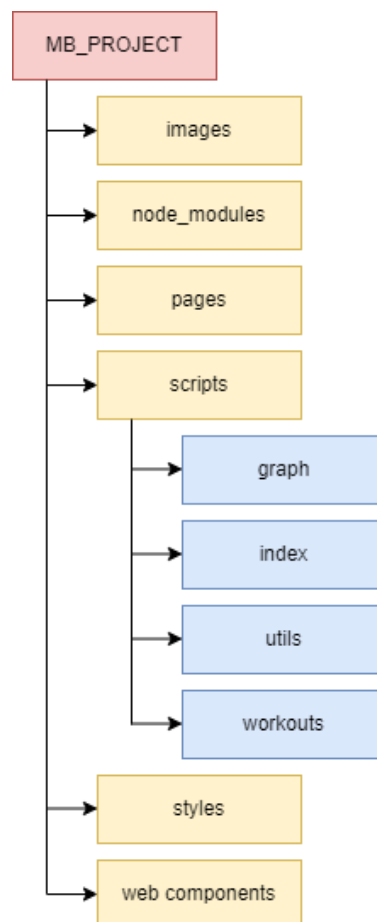 MB_PROJECT
images
node_modules
pages
scripts
graph
index
utils
workouts
styles
web components